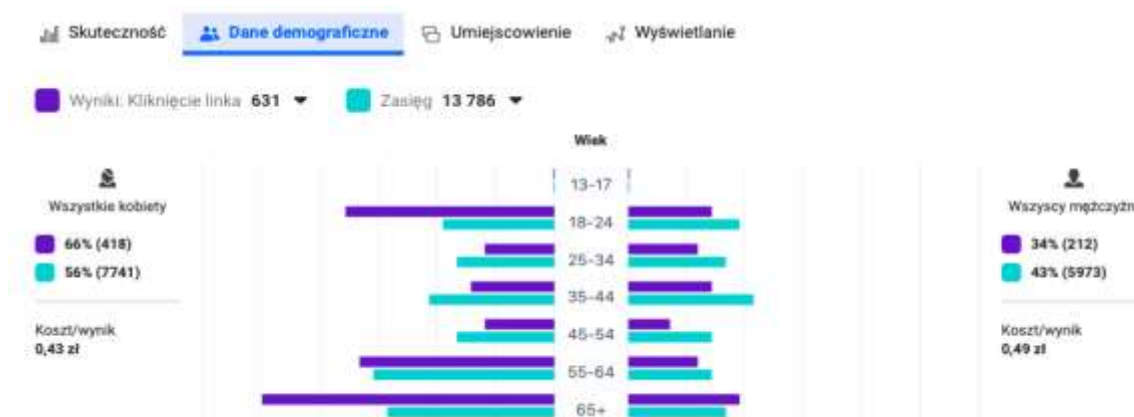 Skuteczność Dane demograficzne Umiejscowienie Wyświetlanie
Wyniki: Kliknięcie linka 631 Zasięg 13 786
Wiek
13-17
18-24
25-34
35-44
45-54
55-64
65+
Wszystkie kobiety
66% (418)
56% (7741)
Koszt/wynik
0,43 zł
Wszyscy mężczyźn
34% (212)
43% (5973)
Koszt/wynik
0,49 zł